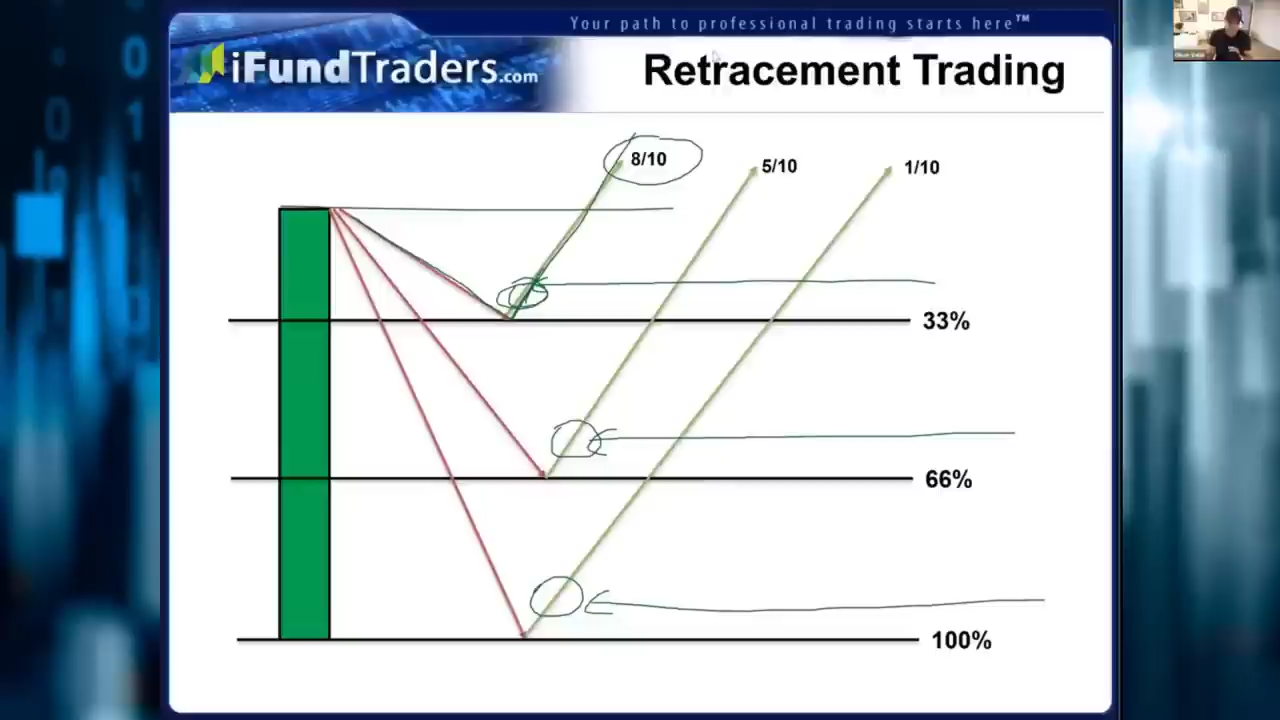 Your path to professional trading starts here™
iFundTraders.com
Retracement Trading
8/10
5/10
1/10
33%
66%
100%